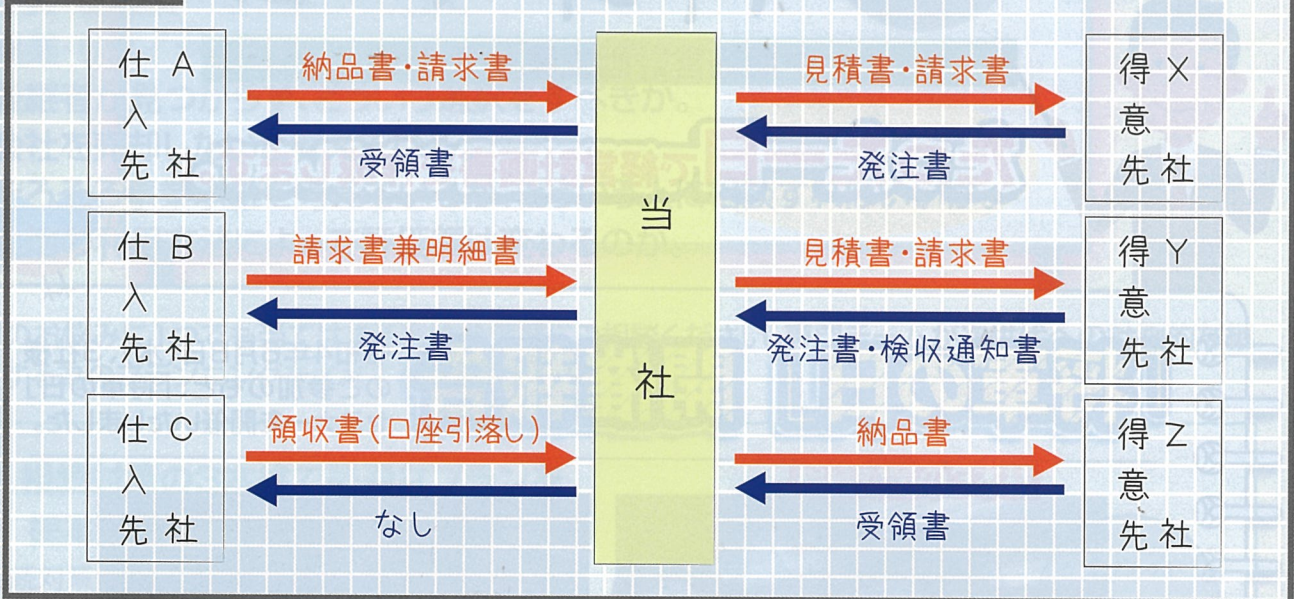 仕入先 A社
納品書・請求書
受領書
仕入先 B社
請求書兼明細書
発注書
仕入先 C社
領収書(口座引落し)
なし
当社
見積書・請求書
発注書
得意先 X社
見積書・請求書
発注書・検収通知書
得意先 Y社
納品書
受領書
得意先 Z社